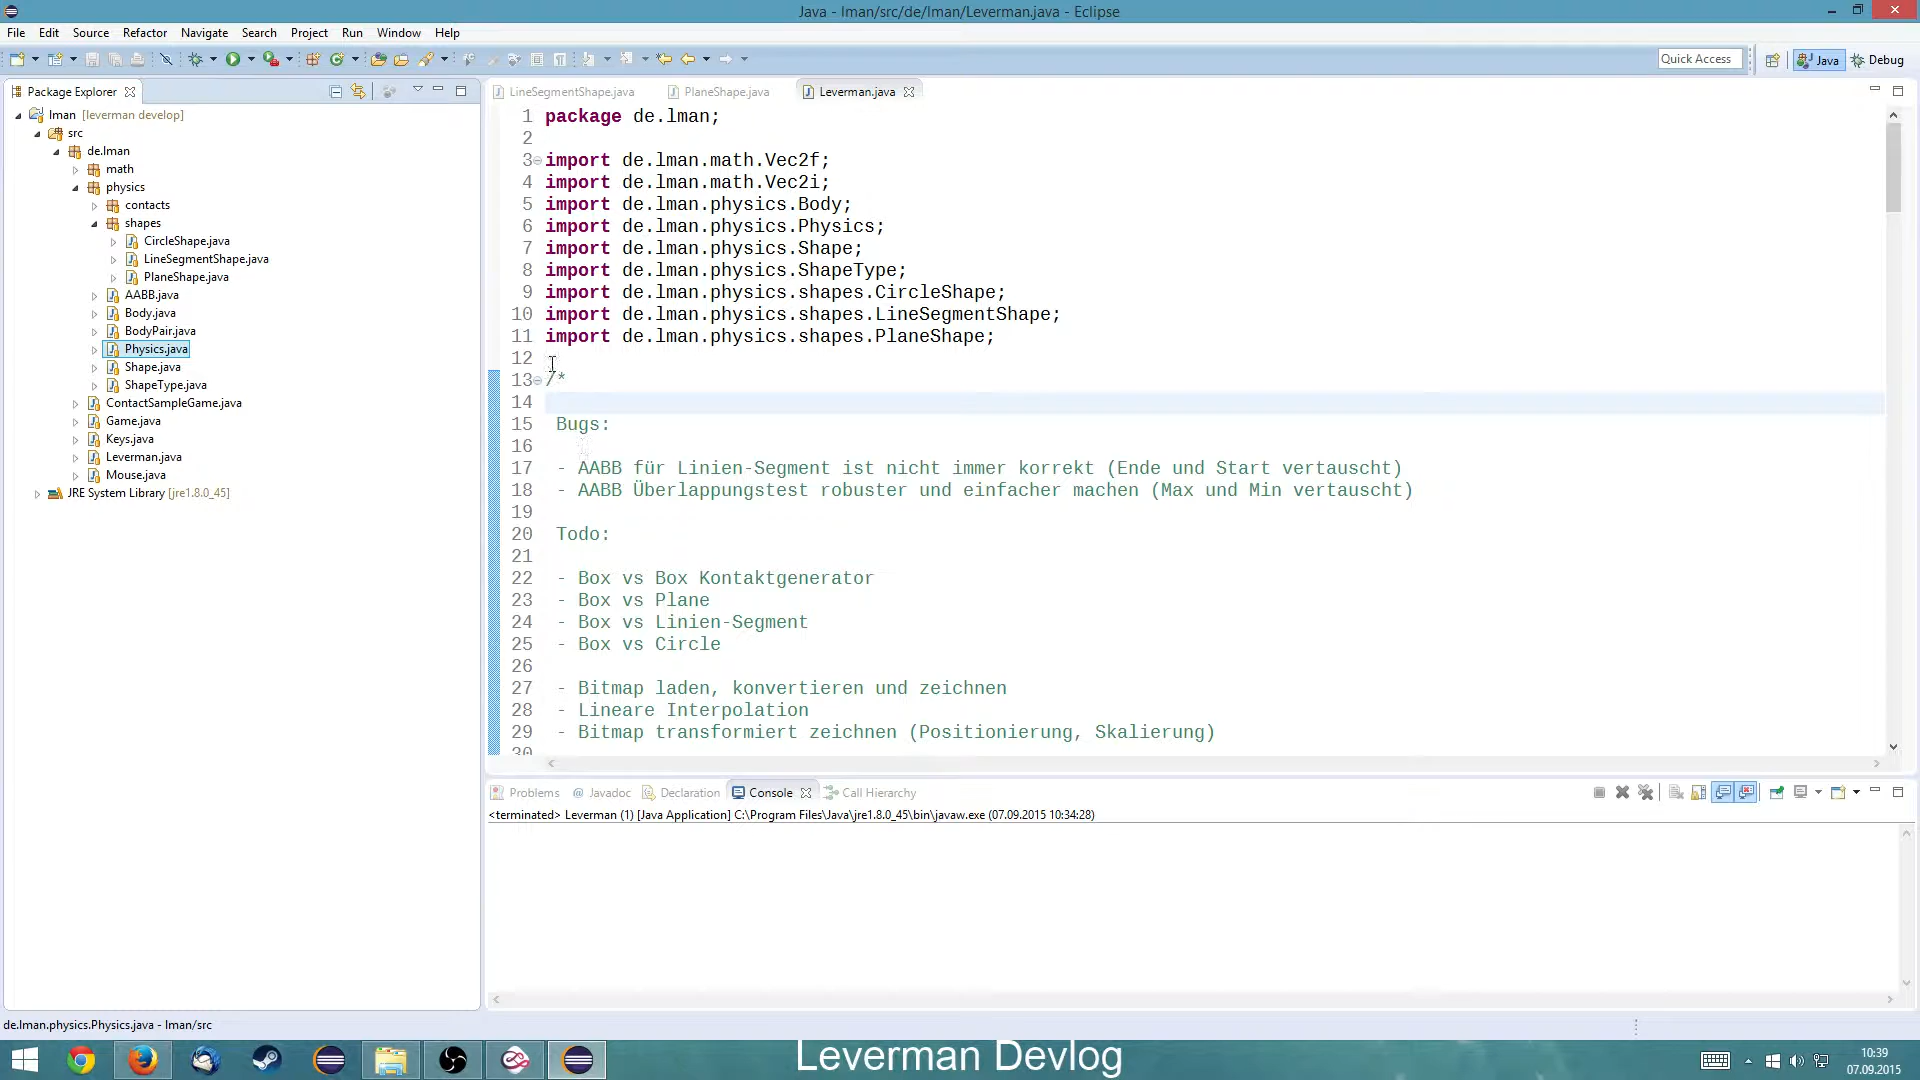 Java - lman/src/de/lman/Leverman.java - Eclipse
File Edit Source Refactor Navigate Search Project Run Window Help
Quick Access Java Debug
Package Explorer
lman [leverman develop]
src
de.lman
math
physics
contacts
shapes
CircleShape.java
LineSegmentShape.java
PlaneShape.java
AABB.java
Body.java
BodyPair.java
Physics.java
Shape.java
ShapeType.java
ContactSampleGame.java
Game.java
Keys.java
Leverman.java
Mouse.java
JRE System Library [jre1.8.0_45]
LineSegmentShape.java PlaneShape.java Leverman.java
1 package de.lman;
2
3 import de.lman.math.Vec2f;
4 import de.lman.math.Vec2i;
5 import de.lman.physics.Body;
6 import de.lman.physics.Physics;
7 import de.lman.physics.Shape;
8 import de.lman.physics.ShapeType;
9 import de.lman.physics.shapes.CircleShape;
10 import de.lman.physics.shapes.LineSegmentShape;
11 import de.lman.physics.shapes.PlaneShape;
12
13 /*
14
15 Bugs:
16
17 - AABB für Linien-Segment ist nicht immer korrekt (Ende und Start vertauscht)
18 - AABB Überlappungstest robuster und einfacher machen (Max und Min vertauscht)
19
20 Todo:
21
22 - Box vs Box Kontaktgenerator
23 - Box vs Plane
24 - Box vs Linien-Segment
25 - Box vs Circle
26
27 - Bitmap laden, konvertieren und zeichnen
28 - Lineare Interpolation
29 - Bitmap transformiert zeichnen (Positionierung, Skalierung)
30
Problems @ Javadoc Declaration Console Call Hierarchy
<terminated> Leverman (1) [Java Application] C:\Program Files\Java\jre1.8.0_45\bin\javaw.exe (07.09.2015 10:34:28)
de.lman.physics.Physics.java - lman/src
Leverman Devlog
10:39
07.09.2015